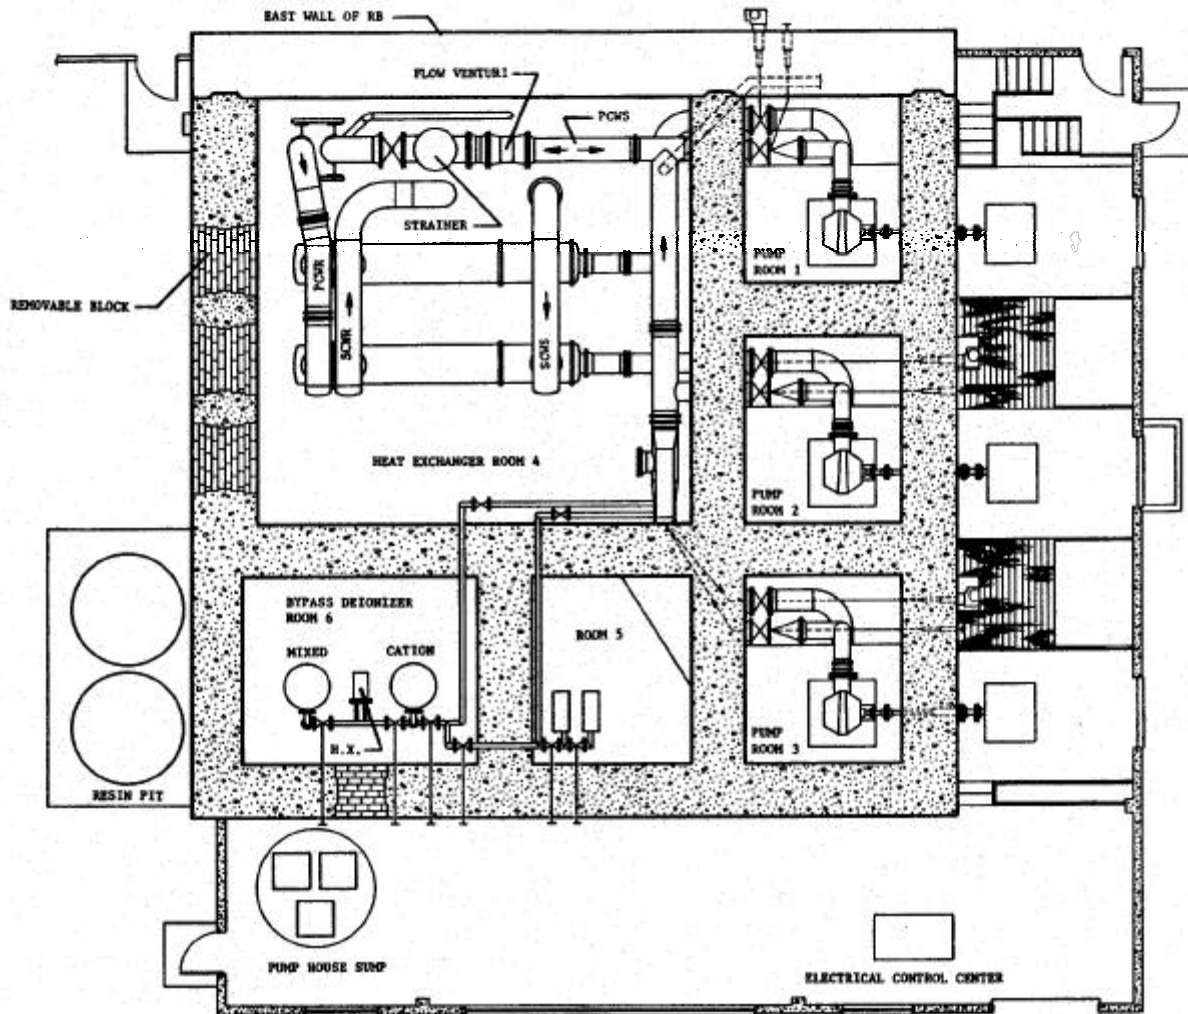 EAST WALL OF RB
FLOW VENTURI
PCWS
STRAINER
PUMP
ROOM 1
REMOVABLE BLOCK
PCWR
SCWR
SCWS
HEAT EXCHANGER ROOM 4
PUMP
ROOM 2
BYPASS DEIONIZER
ROOM 6
MIXED
CATION
ROOM 5
H.X.
PUMP
ROOM 3
RESIN PIT
PUMP HOUSE SUMP
ELECTRICAL CONTROL CENTER